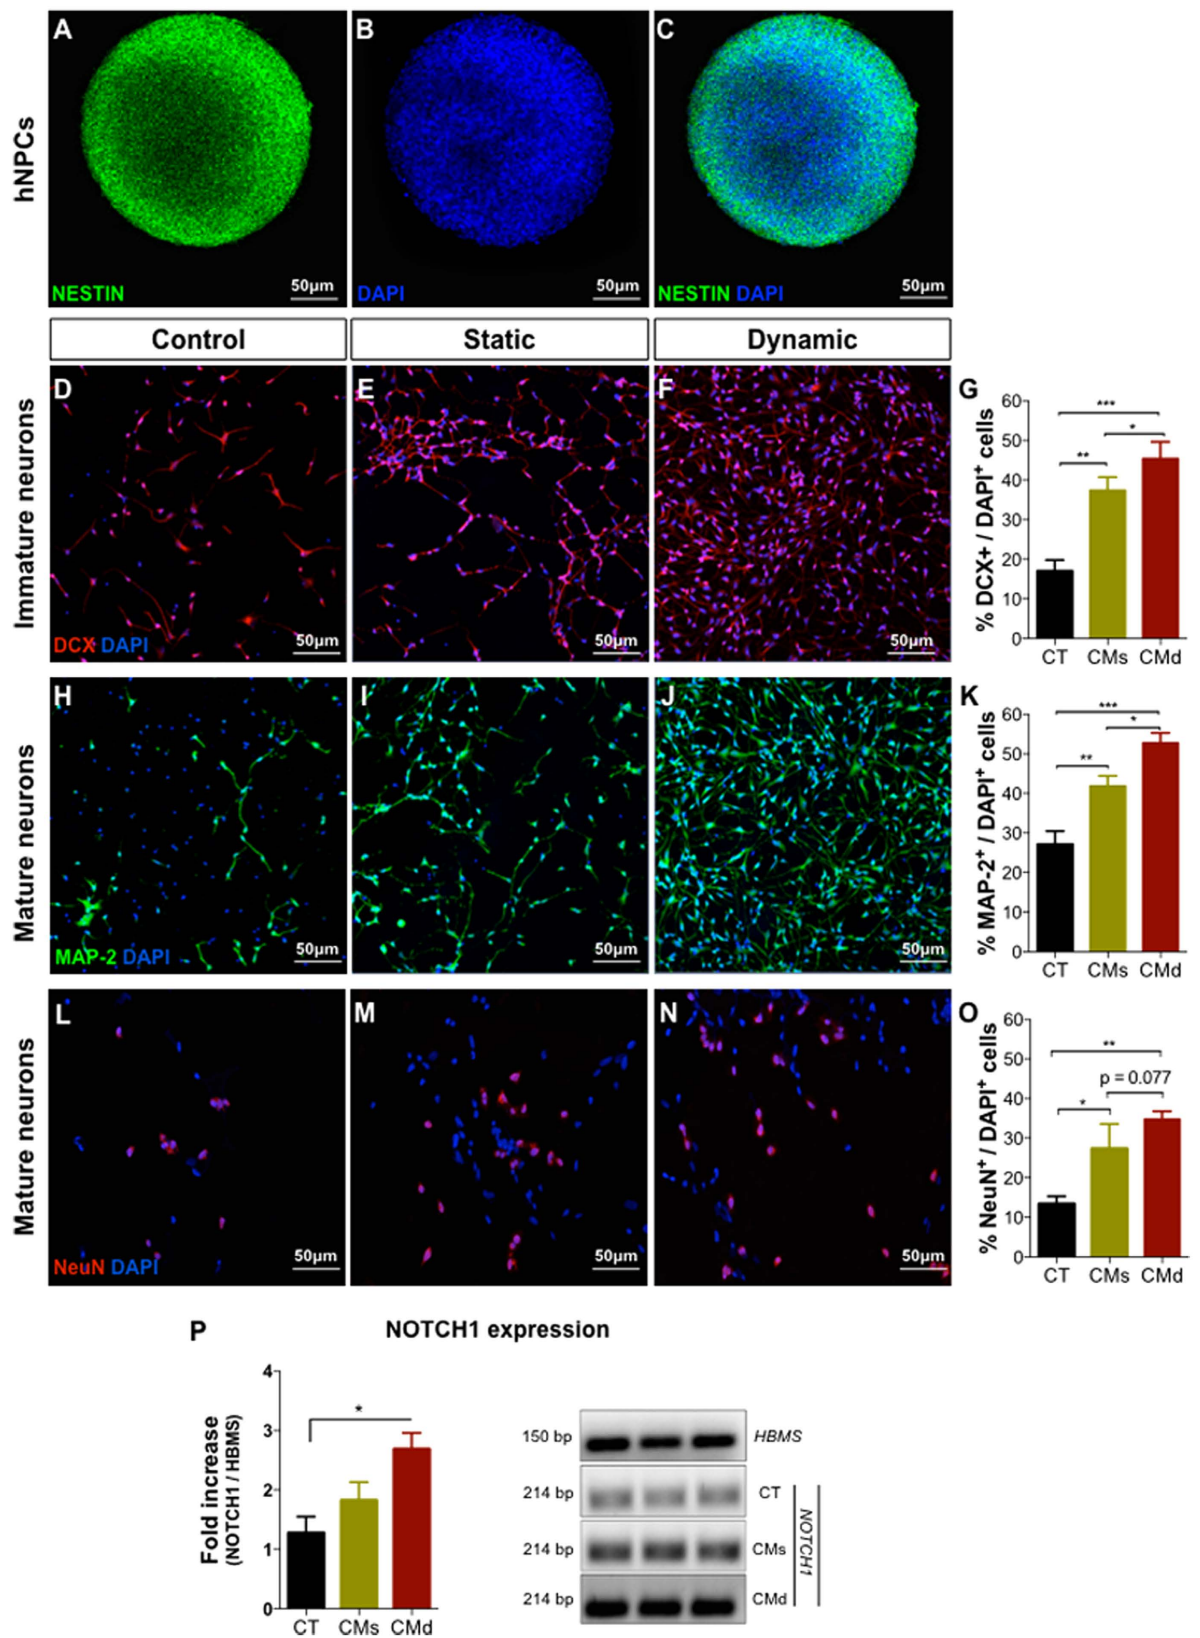 A
B
C
hNPCs
NESTIN
50µm
DAPI
50µm
NESTIN DAPI
50µm
Control
Static
Dynamic
Immature neurons
D
E
F
DCX DAPI
50µm
50µm
50µm
G
% DCX+ / DAPI⁺ cells
60
50
40
30
20
10
0
***
*
**
CT CMs CMd
Mature neurons
H
I
J
MAP-2 DAPI
50µm
50µm
50µm
K
% MAP-2⁺ / DAPI⁺ cells
60
50
40
30
20
10
0
***
*
**
CT CMs CMd
Mature neurons
L
M
N
NeuN DAPI
50µm
50µm
50µm
O
% NeuN⁺ / DAPI⁺ cells
60
50
40
30
20
10
0
**
p = 0.077
*
CT CMs CMd
P
NOTCH1 expression
Fold increase
(NOTCH1 / HBMS)
4
3
2
1
0
*
CT CMs CMd
150 bp HBMS
214 bp CT
214 bp CMs
214 bp CMd
NOTCH1